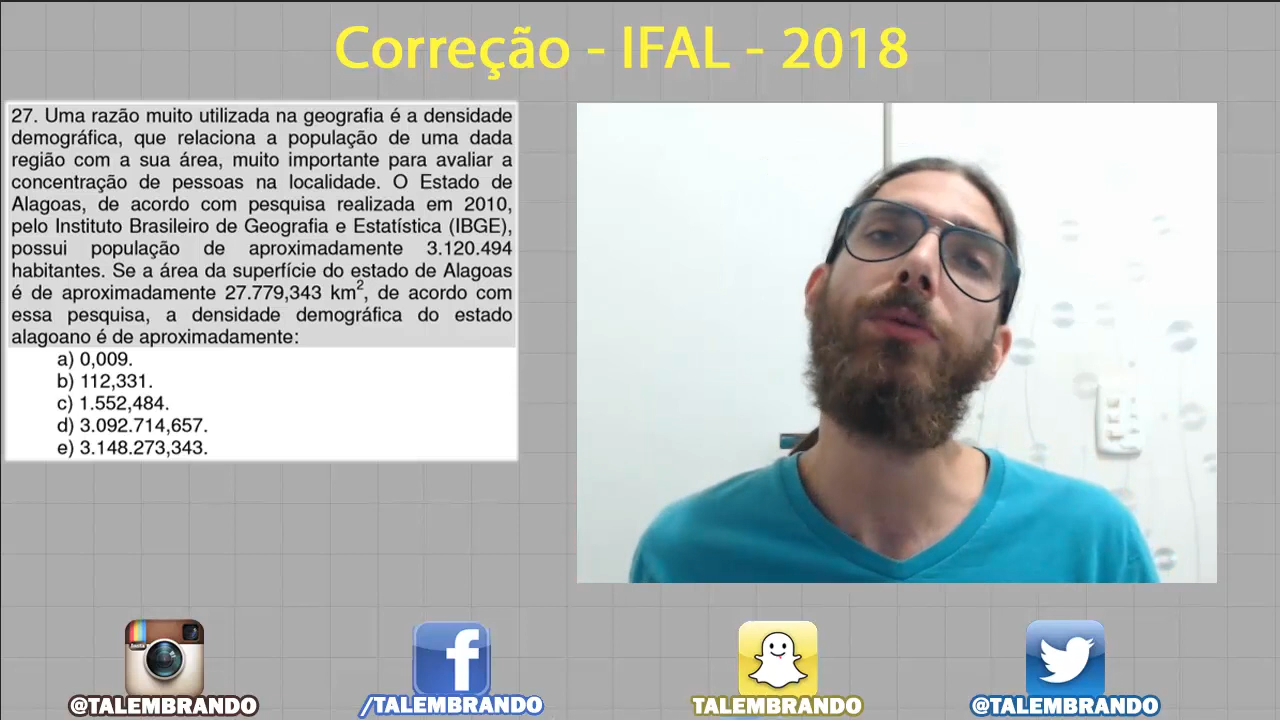 Correção - IFAL - 2018
27. Uma razão muito utilizada na geografia é a densidade
demográfica, que relaciona a população de uma dada
região com a sua área, muito importante para avaliar a
concentração de pessoas na localidade. O Estado de
Alagoas, de acordo com pesquisa realizada em 2010,
pelo Instituto Brasileiro de Geografia e Estatística (IBGE),
possui população de aproximadamente 3.120.494
habitantes. Se a área da superfície do estado de Alagoas
é de aproximadamente 27.779,343 km², de acordo com
essa pesquisa, a densidade demográfica do estado
alagoano é de aproximadamente:
a) 0,009.
b) 112,331.
c) 1.552,484.
d) 3.092.714,657.
e) 3.148.273,343.
@TALEMBRANDO
/TALEMBRANDO
TALEMBRANDO
@TALEMBRANDO